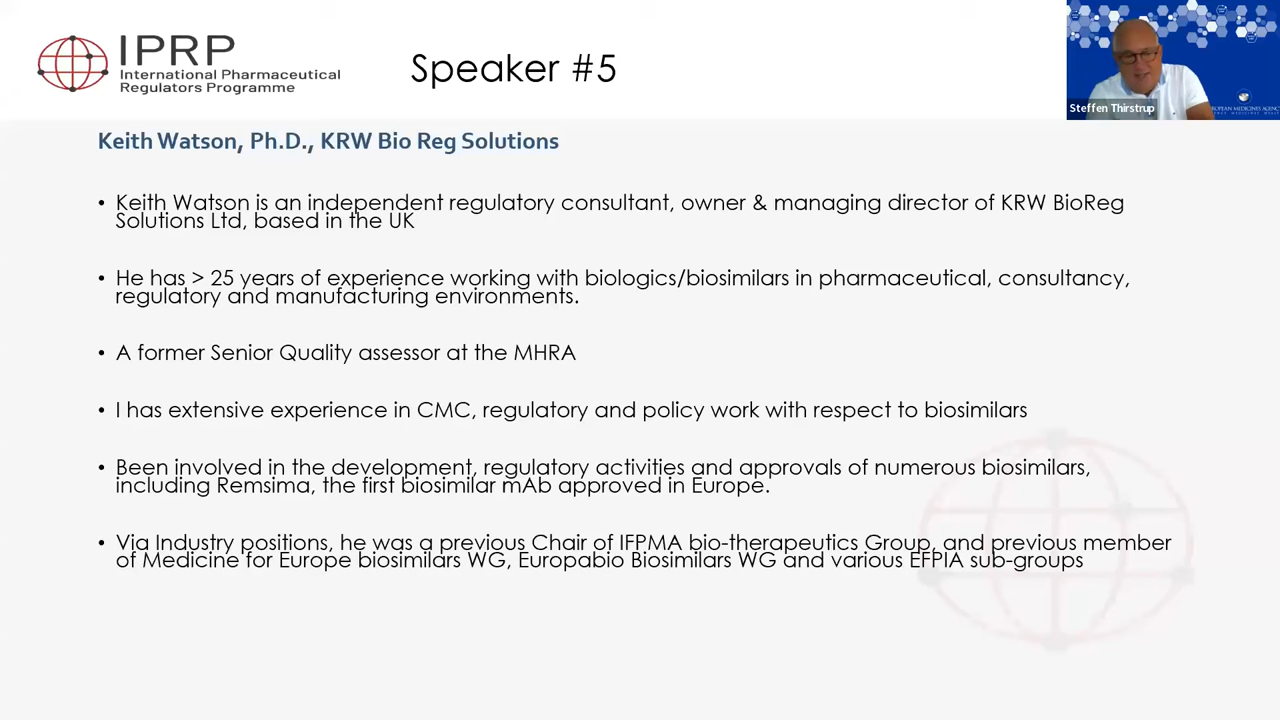 IPRP
International Pharmaceutical
Regulators Programme
Speaker #5
Steffen Thirstrup
Keith Watson, Ph.D., KRW Bio Reg Solutions
• Keith Watson is an independent regulatory consultant, owner & managing director of KRW BioReg
Solutions Ltd, based in the UK
• He has > 25 years of experience working with biologics/biosimilars in pharmaceutical, consultancy,
regulatory and manufacturing environments.
• A former Senior Quality assessor at the MHRA
• I has extensive experience in CMC, regulatory and policy work with respect to biosimilars
• Been involved in the development, regulatory activities and approvals of numerous biosimilars,
including Remsima, the first biosimilar mAb approved in Europe.
• Via Industry positions, he was a previous Chair of IFPMA bio-therapeutics Group, and previous member
of Medicine for Europe biosimilars WG, Europabio Biosimilars WG and various EFPIA sub-groups